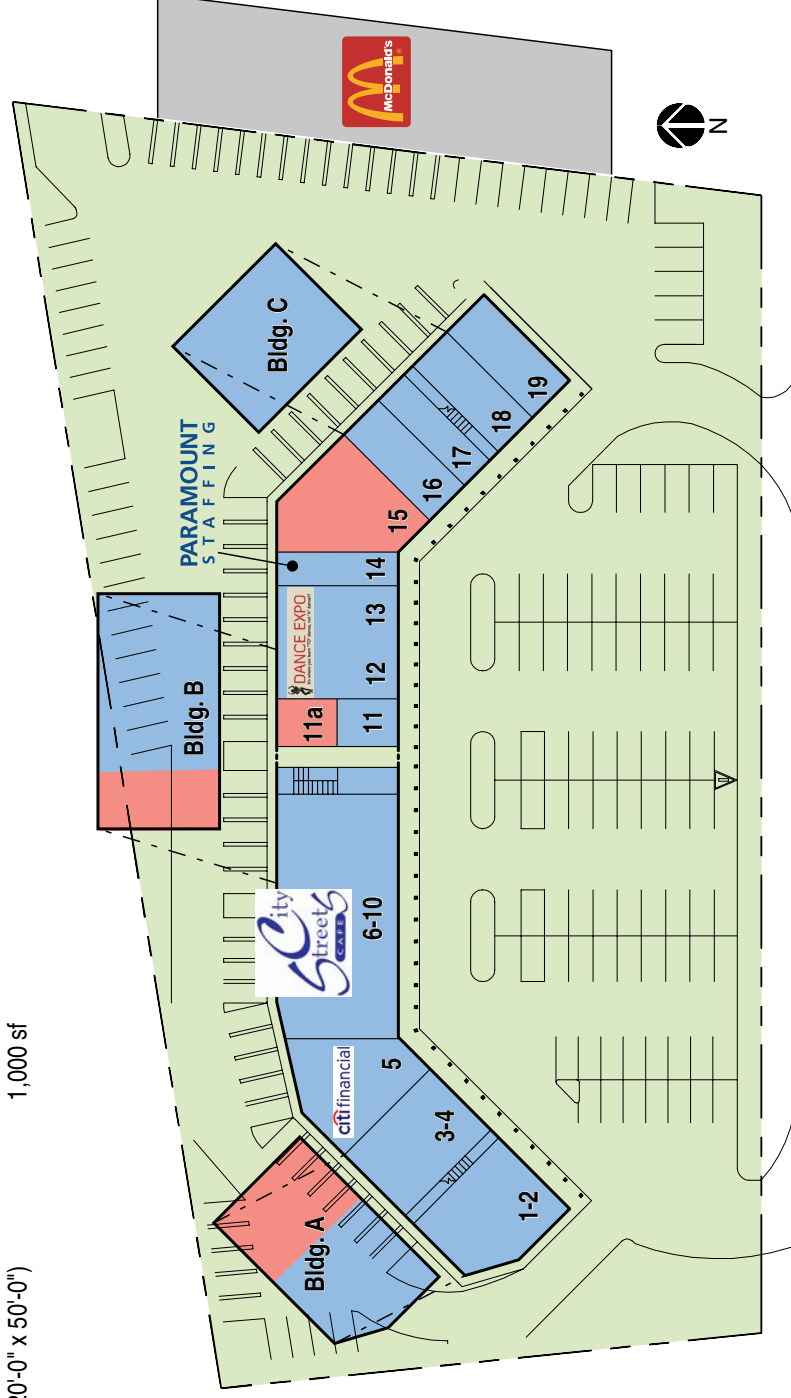 1,000 sf
McDonald's
N
Bldg. C
PARAMOUNT
STAFFING
Bldg. B
Bldg. A
citifinancial
City
Streets
CAFE
DANCE EXPO
1-2
3-4
5
6-10
11a
11
12
13
14
15
16
17
18
19
0'-0" x 50'-0")